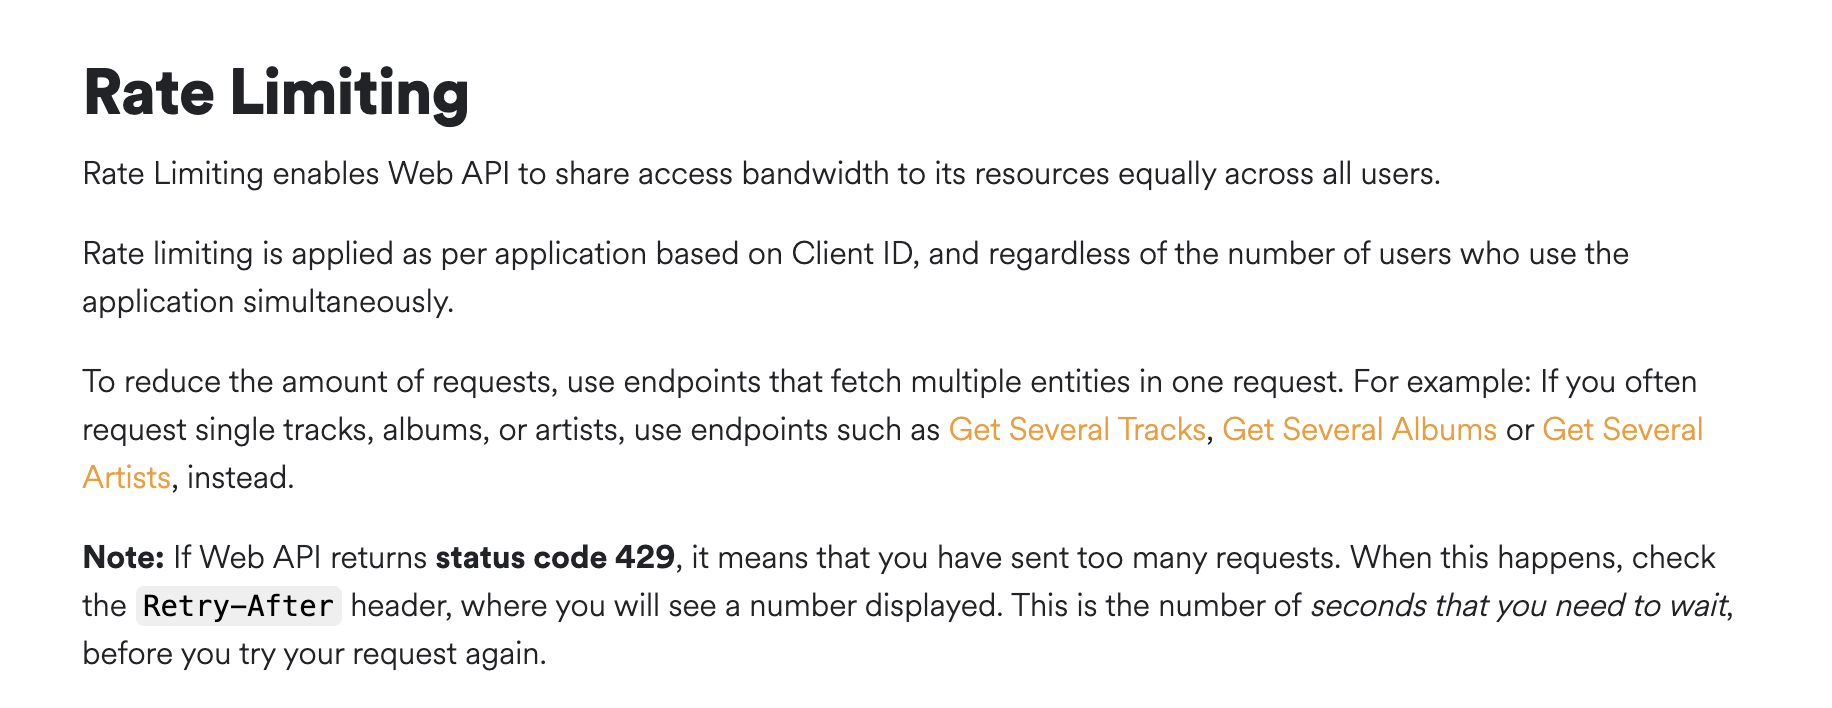 Rate Limiting
Rate Limiting enables Web API to share access bandwidth to its resources equally across all users.
Rate limiting is applied as per application based on Client ID, and regardless of the number of users who use the
application simultaneously.
To reduce the amount of requests, use endpoints that fetch multiple entities in one request. For example: If you often
request single tracks, albums, or artists, use endpoints such as Get Several Tracks, Get Several Albums or Get Several
Artists, instead.
Note: If Web API returns status code 429, it means that you have sent too many requests. When this happens, check
the Retry-After header, where you will see a number displayed. This is the number of seconds that you need to wait,
before you try your request again.